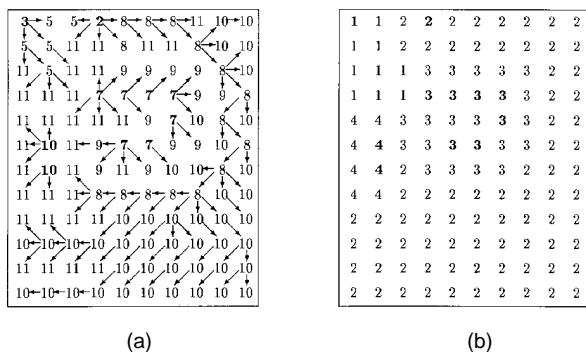 3 5 5 2 8 8 8 11 10 10
5 5 11 11 8 11 11 8 10 10
11 5 11 11 9 9 9 9 8 10
11 11 11 7 7 7 7 9 9 8
11 11 11 11 11 9 7 10 8 10
11 10 11 9 7 7 9 9 10 8
11 10 11 9 11 9 10 10 8 10
11 11 11 8 8 8 8 8 10 10
11 11 11 11 10 10 10 10 10 10
10 10 10 10 10 10 10 10 10 10
11 11 11 11 10 10 10 10 10 10
10 10 10 10 10 10 10 10 10 10
(a)
1 1 2 2 2 2 2 2 2 2
1 1 2 2 2 2 2 2 2 2
1 1 1 3 3 3 3 3 2 2
1 1 1 3 3 3 3 3 2 2
4 4 3 3 3 3 3 3 2 2
4 4 3 3 3 3 3 3 2 2
4 4 2 3 3 3 3 2 2 2
4 4 2 2 2 2 2 2 2 2
2 2 2 2 2 2 2 2 2 2
2 2 2 2 2 2 2 2 2 2
2 2 2 2 2 2 2 2 2 2
2 2 2 2 2 2 2 2 2 2
(b)